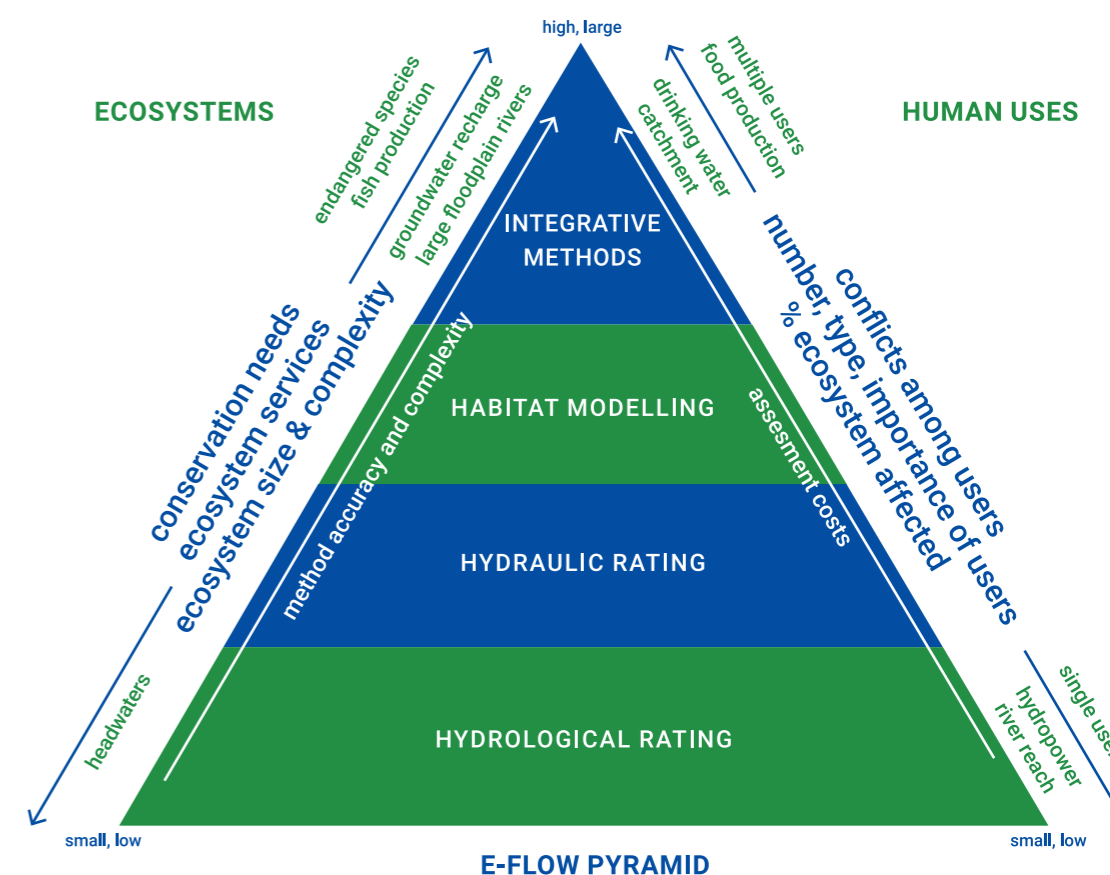 high, large
ECOSYSTEMS
HUMAN USES
endangered species
fish production
groundwater recharge
large floodplain rivers
multiple users
food production
drinking water
catchment
INTEGRATIVE
METHODS
conservation needs
ecosystem services
ecosystem size & complexity
conflicts among users
number, type, importance of users
% ecosystem affected
method accuracy and complexity
assesment costs
HABITAT MODELLING
HYDRAULIC RATING
HYDROLOGICAL RATING
headwaters
single user
hydropower
river reach
small, low
small, low
E-FLOW PYRAMID